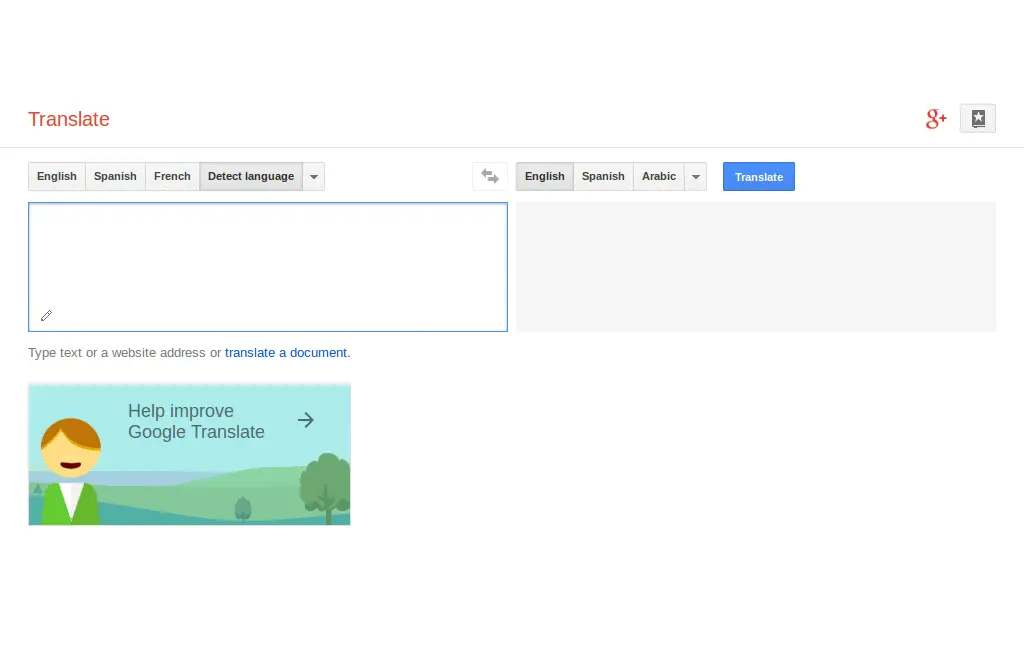 Translate
g+
English Spanish French Detect language
English Spanish Arabic
Translate
Type text or a website address or translate a document.
Help improve
Google Translate